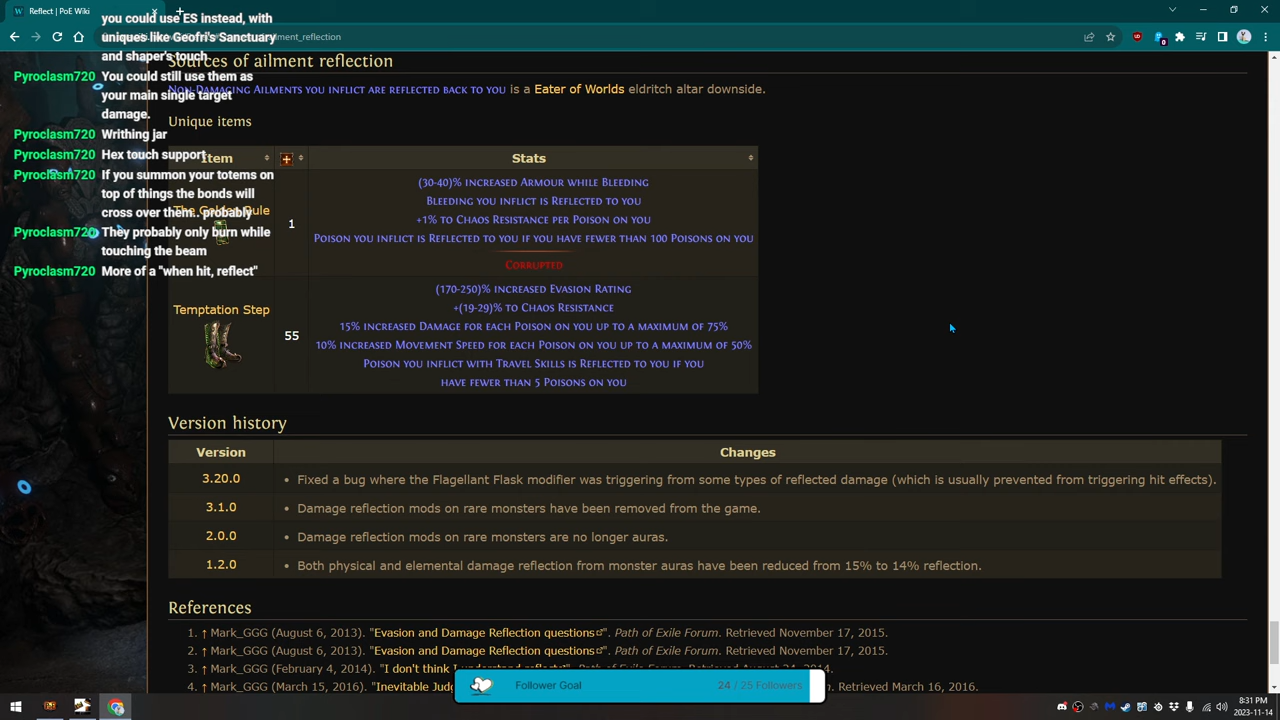 Reflect | PoE Wiki
ailment_reflection
you could use ES instead, with
uniques like Geofri's Sanctuary
and shaper's touch
Pyroclasm720 You could still use them as
your main single target
damage.
Pyroclasm720 Writhing jar
Pyroclasm720 Hex touch support
Pyroclasm720 If you summon your totems on
top of things the bonds will
cross over them. probably
Pyroclasm720 They probably only burn while
touching the beam
Pyroclasm720 More of a "when hit, reflect"
Sources of ailment reflection
Non-Damaging Ailments you inflict are reflected back to you is a Eater of Worlds eldritch altar downside.
Unique items
Item Stats
The Golden Rule
1
(30-40)% increased Armour while Bleeding
Bleeding you inflict is Reflected to you
+1% to Chaos Resistance per Poison on you
Poison you inflict is Reflected to you if you have fewer than 100 Poisons on you
Corrupted
Temptation Step
55
(170-250)% increased Evasion Rating
+(19-29)% to Chaos Resistance
15% increased Damage for each Poison on you up to a maximum of 75%
10% increased Movement Speed for each Poison on you up to a maximum of 50%
Poison you inflict with Travel Skills is Reflected to you if you
have fewer than 5 Poisons on you
Version history
Version Changes
3.20.0 • Fixed a bug where the Flagellant Flask modifier was triggering from some types of reflected damage (which is usually prevented from triggering hit effects).
3.1.0 • Damage reflection mods on rare monsters have been removed from the game.
2.0.0 • Damage reflection mods on rare monsters are no longer auras.
1.2.0 • Both physical and elemental damage reflection from monster auras have been reduced from 15% to 14% reflection.
References
1. ↑ Mark_GGG (August 6, 2013). "Evasion and Damage Reflection questions". Path of Exile Forum. Retrieved November 17, 2015.
2. ↑ Mark_GGG (August 6, 2013). "Evasion and Damage Reflection questions". Path of Exile Forum. Retrieved November 17, 2015.
3. ↑ Mark_GGG (February 4, 2014). "I don't think I understand reflect". Path of Exile Forum. Retrieved August 24, 2014.
4. ↑ Mark_GGG (March 15, 2016). "Inevitable Judg Retrieved March 16, 2016.
Follower Goal 24 / 25 Followers
8:31 PM
2023-11-14